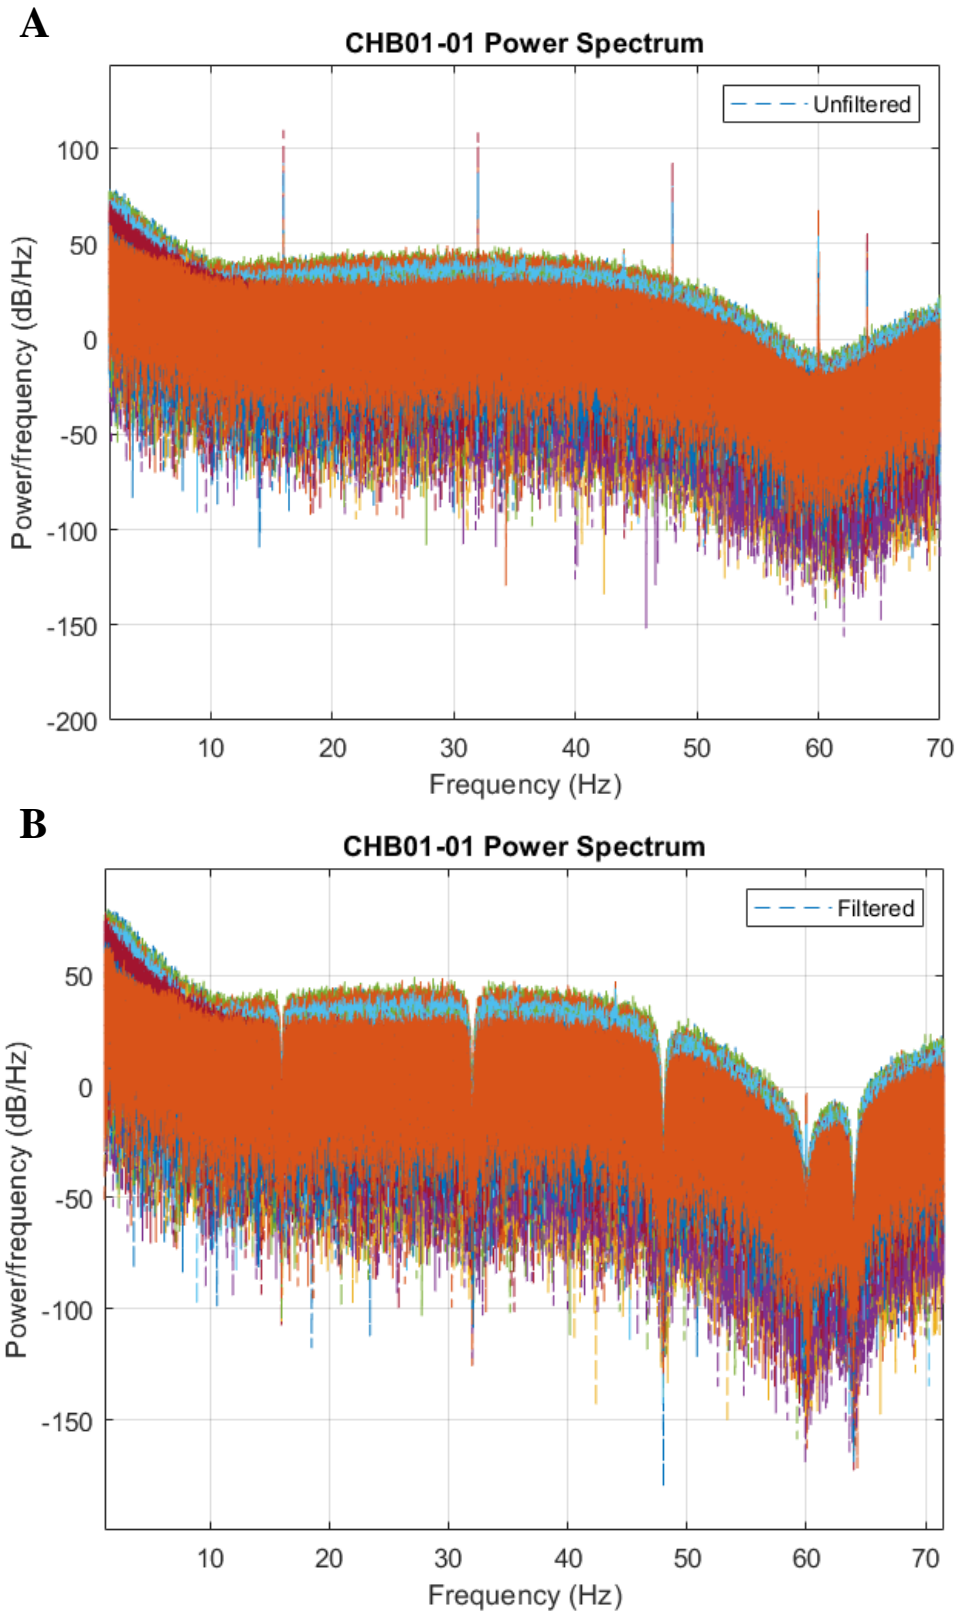 A
CHB01-01 Power Spectrum
Unfiltered
100
50
0
-50
-100
-150
-200
Power/frequency (dB/Hz)
10 20 30 40 50 60 70
Frequency (Hz)
B
CHB01-01 Power Spectrum
Filtered
50
0
-50
-100
-150
Power/frequency (dB/Hz)
10 20 30 40 50 60 70
Frequency (Hz)